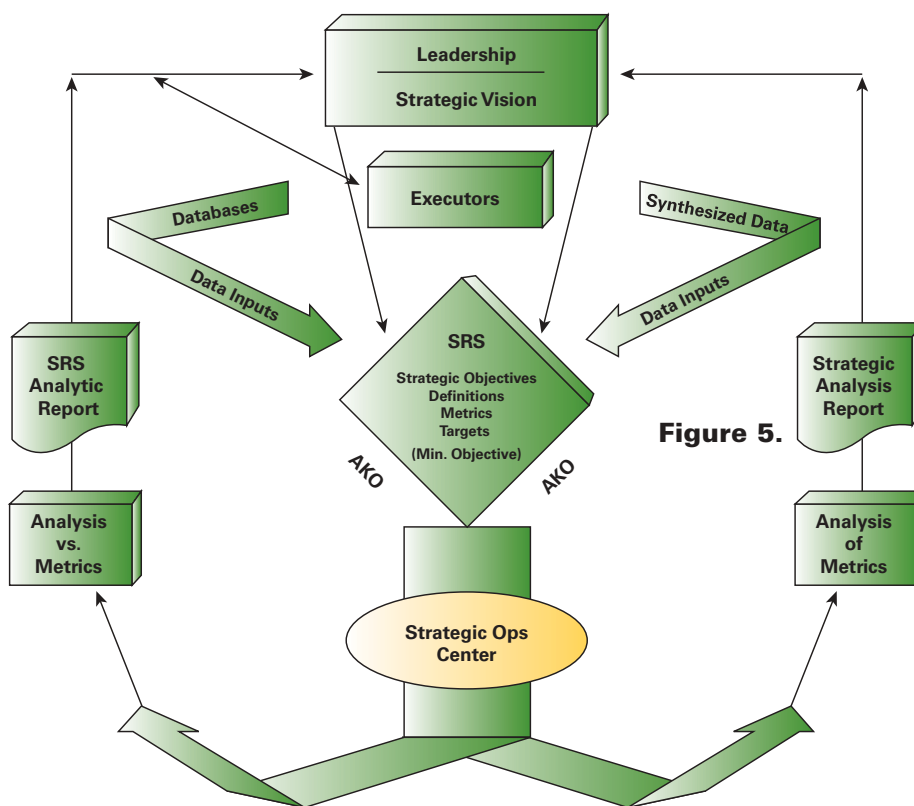 Leadership
Strategic Vision
Executors
Databases
Data Inputs
Synthesized Data
Data Inputs
SRS
Analytic
Report
SRS
Strategic Objectives
Definitions
Metrics
Targets
(Min. Objective)
AKO
AKO
Figure 5.
Strategic
Analysis
Report
Analysis
vs.
Metrics
Analysis
of
Metrics
Strategic Ops
Center